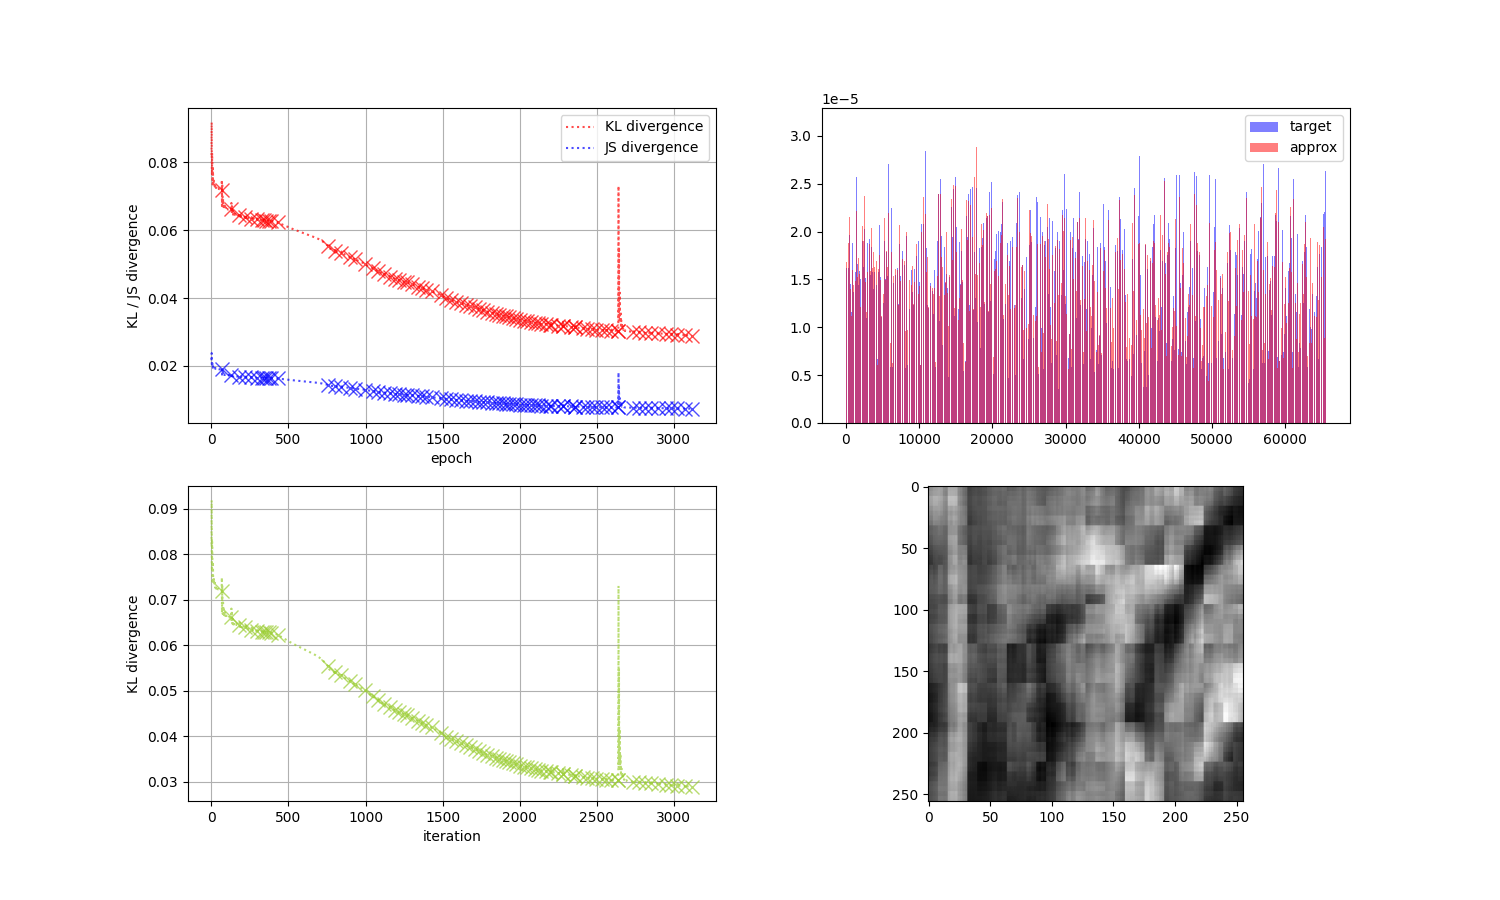 KL / JS divergence
0.08
0.06
0.04
0.02
KL divergence
JS divergence
0 500 1000 1500 2000 2500 3000
epoch
1e−5
3.0
2.5
2.0
1.5
1.0
0.5
0.0
target
approx
0 10000 20000 30000 40000 50000 60000
KL divergence
0.09
0.08
0.07
0.06
0.05
0.04
0.03
0 500 1000 1500 2000 2500 3000
iteration
0
50
100
150
200
250
0 50 100 150 200 250